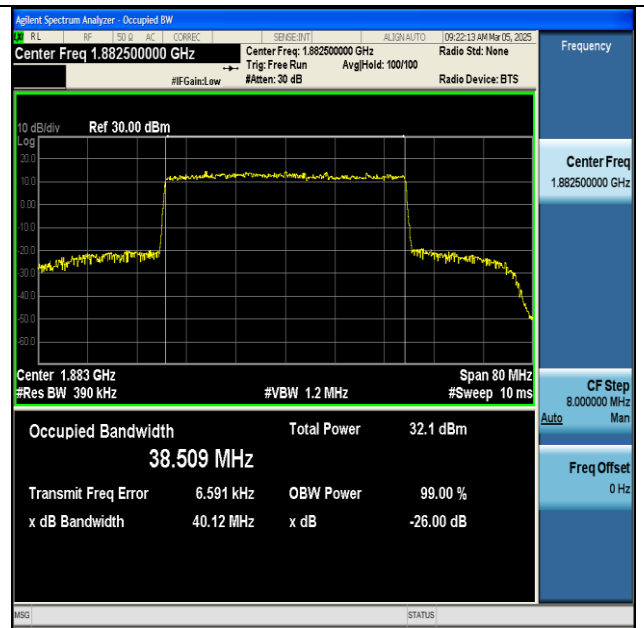 Agilent Spectrum Analyzer - Occupied BW
RL RF 50 Ω AC CORREC SENSE:INT ALIGN AUTO 09:22:13 AM Mar 05, 2025
Center Freq 1.882500000 GHz Center Freq: 1.882500000 GHz Radio Std: None Frequency
Trig: Free Run Avg|Hold: 100/100
#IFGain:Low #Atten: 30 dB Radio Device: BTS
10 dB/div Ref 30.00 dBm
Log
20.0
10.0
0.00
-10.0
-20.0
-30.0
-40.0
-50.0
-60.0
Center Freq
1.882500000 GHz
Center 1.883 GHz Span 80 MHz
#Res BW 390 kHz #VBW 1.2 MHz #Sweep 10 ms
CF Step
8.000000 MHz
Auto Man
Occupied Bandwidth Total Power 32.1 dBm
38.509 MHz
Freq Offset
0 Hz
Transmit Freq Error 6.591 kHz OBW Power 99.00 %
x dB Bandwidth 40.12 MHz x dB -26.00 dB
MSG STATUS